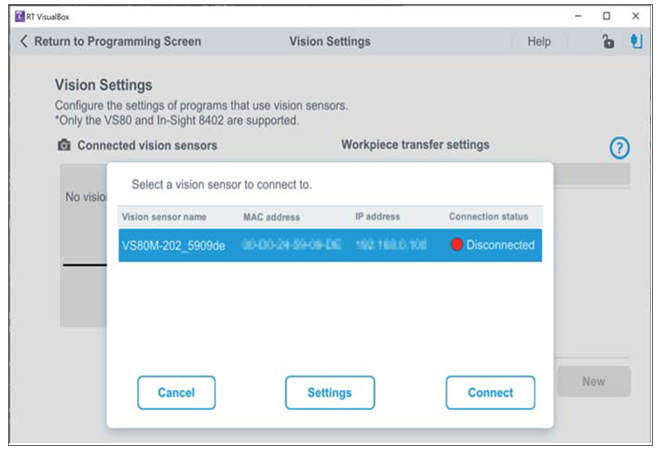 RT VisualBox
Return to Programming Screen Vision Settings Help
Vision Settings
Configure the settings of programs that use vision sensors.
*Only the VS80 and In-Sight 8402 are supported.
Connected vision sensors Workpiece transfer settings ?
No visio
Select a vision sensor to connect to.
Vision sensor name MAC address IP address Connection status
VS80M-202_5909de Disconnected
Cancel Settings Connect New